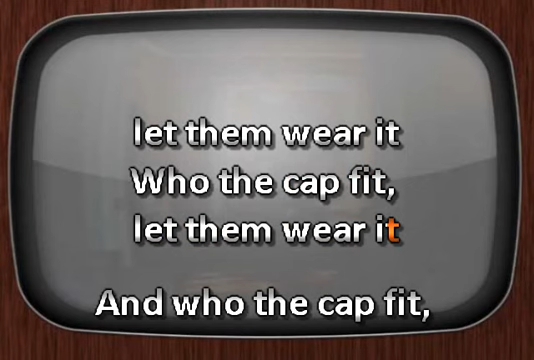 let them wear it
Who the cap fit,
let them wear it
And who the cap fit,